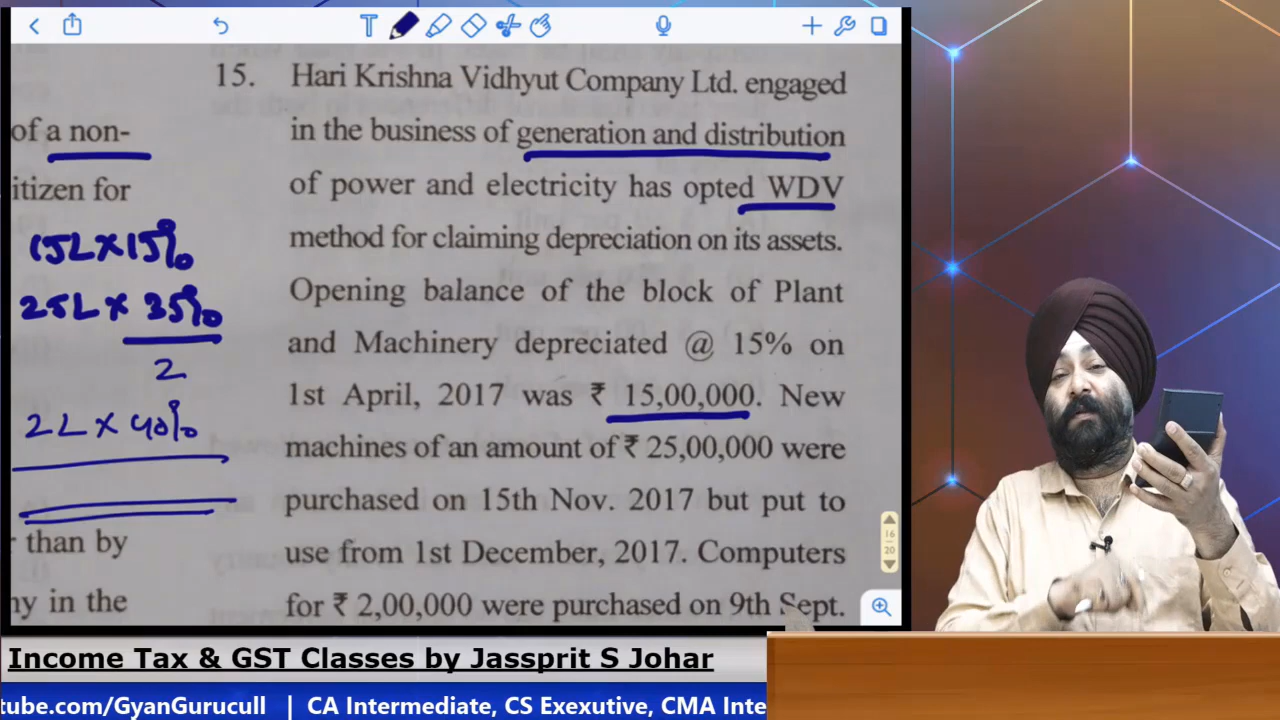 T
of a non-
itizen for
15L×15%
25L× 35%
2
2L×40%
r than by
ny in the
15. Hari Krishna Vidhyut Company Ltd. engaged
in the business of generation and distribution
of power and electricity has opted WDV
method for claiming depreciation on its assets.
Opening balance of the block of Plant
and Machinery depreciated @ 15% on
1st April, 2017 was ₹ 15,00,000. New
machines of an amount of ₹ 25,00,000 were
purchased on 15th Nov. 2017 but put to
use from 1st December, 2017. Computers
for ₹ 2,00,000 were purchased on 9th Sept.
16
20
Income Tax & GST Classes by Jassprit S Johar
tube.com/GyanGurucull | CA Intermediate, CS Exexutive, CMA Inte